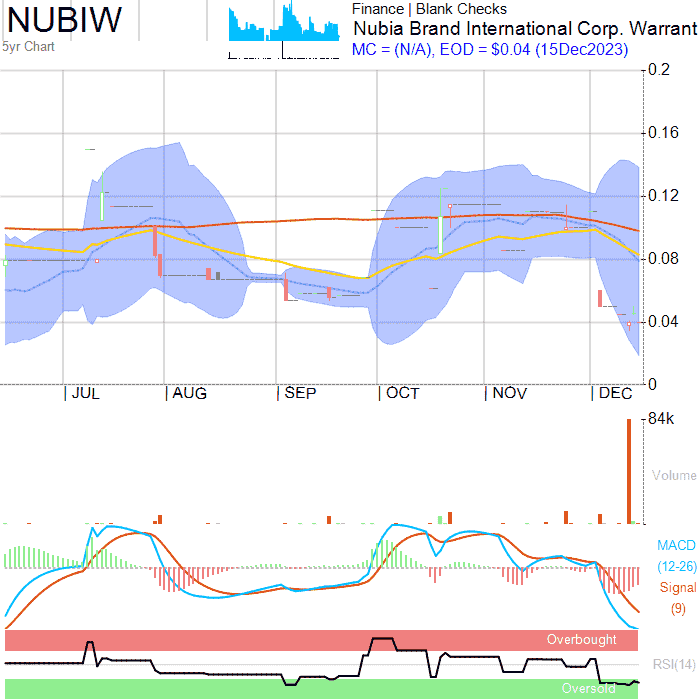 NUBIW
5yr Chart
Finance | Blank Checks
Nubia Brand International Corp. Warrant
MC = (N/A), EOD = $0.04 (15Dec2023)
0.2
0.16
0.12
0.08
0.04
0
JUL AUG SEP OCT NOV DEC
84k
Volume
MACD
(12-26)
Signal
(9)
Overbought
RSI(14)
Oversold